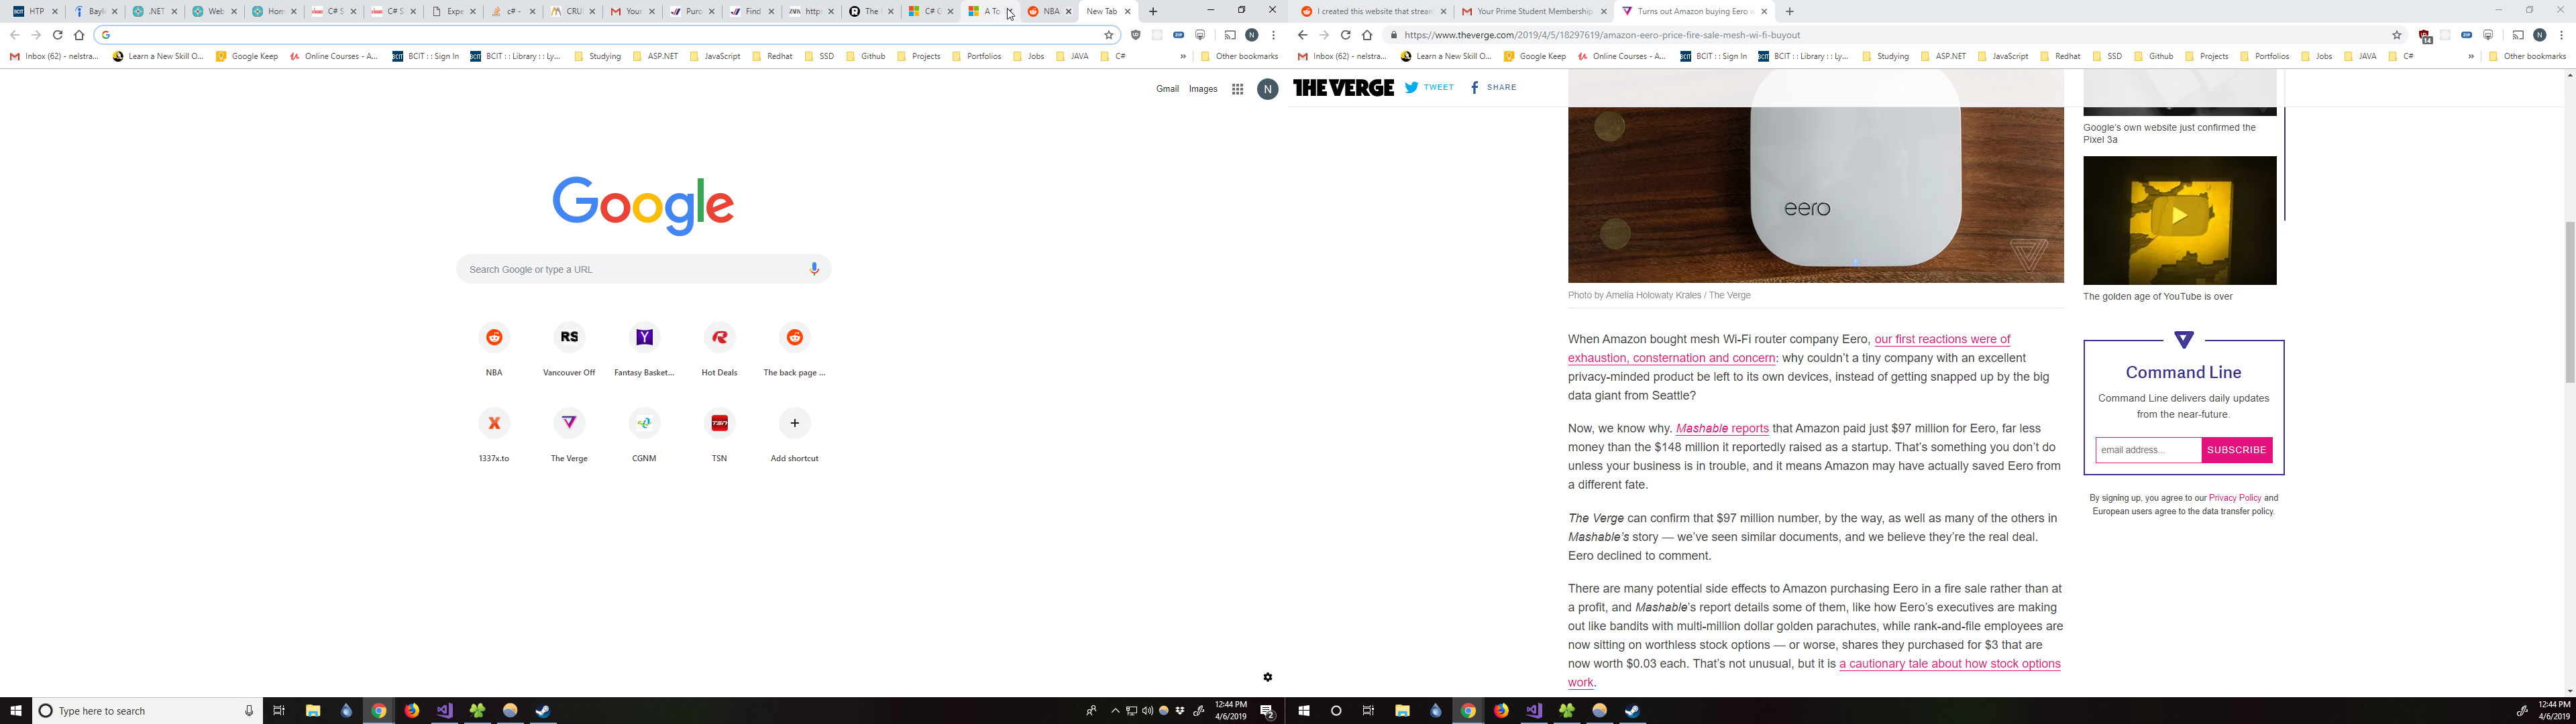 HTP
Bayl
.NET
Web
Hom
C# S
C# S
Expe
c# -
CRU
Your
Purc
Find
http
The
C# G
A To
NBA
New Tab
I created this website that stream
Your Prime Student Membership
Turns out Amazon buying Eero w
https://www.theverge.com/2019/4/5/18297619/amazon-eero-price-fire-sale-mesh-wi-fi-buyout
Inbox (62) - nelstra...
Learn a New Skill O...
Google Keep
Online Courses - A...
BCIT : : Sign In
BCIT : : Library : : Ly...
Studying
ASP.NET
JavaScript
Redhat
SSD
Github
Projects
Portfolios
Jobs
JAVA
C#
»
Other bookmarks
Inbox (62) - nelstra...
Learn a New Skill O...
Google Keep
Online Courses - A...
BCIT : : Sign In
BCIT : : Library : : Ly...
Studying
ASP.NET
JavaScript
Redhat
SSD
Github
Projects
Portfolios
Jobs
JAVA
C#
»
Other bookmarks
Gmail
Images
N
Google
Search Google or type a URL
NBA
Vancouver Off
Fantasy Basket...
Hot Deals
The back page ...
1337x.to
The Verge
CGNM
TSN
Add shortcut
THE VERGE
TWEET
SHARE
eero
Photo by Amelia Holowaty Krales / The Verge
When Amazon bought mesh Wi-Fi router company Eero, our first reactions were of
exhaustion, consternation and concern: why couldn't a tiny company with an excellent
privacy-minded product be left to its own devices, instead of getting snapped up by the big
data giant from Seattle?
Now, we know why. Mashable reports that Amazon paid just $97 million for Eero, far less
money than the $148 million it reportedly raised as a startup. That's something you don't do
unless your business is in trouble, and it means Amazon may have actually saved Eero from
a different fate.
The Verge can confirm that $97 million number, by the way, as well as many of the others in
Mashable's story — we've seen similar documents, and we believe they're the real deal.
Eero declined to comment.
There are many potential side effects to Amazon purchasing Eero in a fire sale rather than at
a profit, and Mashable's report details some of them, like how Eero's executives are making
out like bandits with multi-million dollar golden parachutes, while rank-and-file employees are
now sitting on worthless stock options — or worse, shares they purchased for $3 that are
now worth $0.03 each. That's not unusual, but it is a cautionary tale about how stock options
work.
Google's own website just confirmed the
Pixel 3a
The golden age of YouTube is over
Command Line
Command Line delivers daily updates
from the near-future.
email address...
SUBSCRIBE
By signing up, you agree to our Privacy Policy and
European users agree to the data transfer policy.
Type here to search
12:44 PM
4/6/2019
2
12:44 PM
4/6/2019